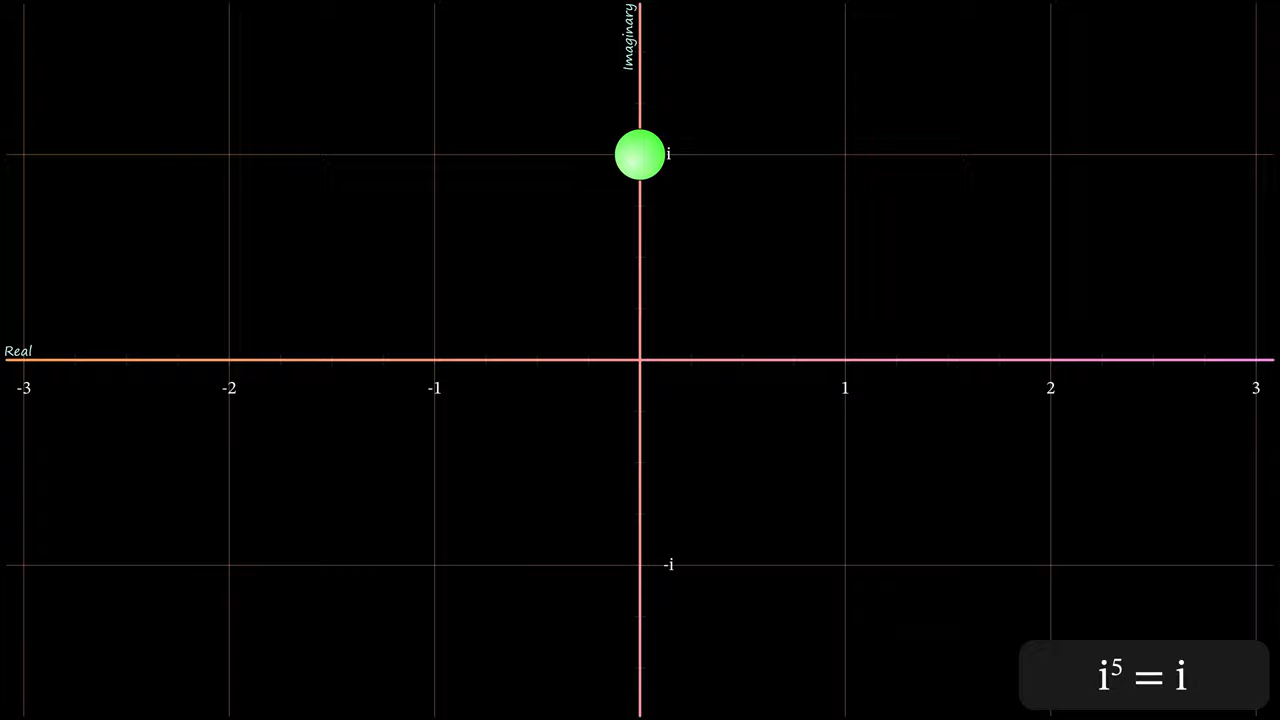 Imaginary
i
Real
-3 -2 -1 1 2 3
-i
i⁵ = i